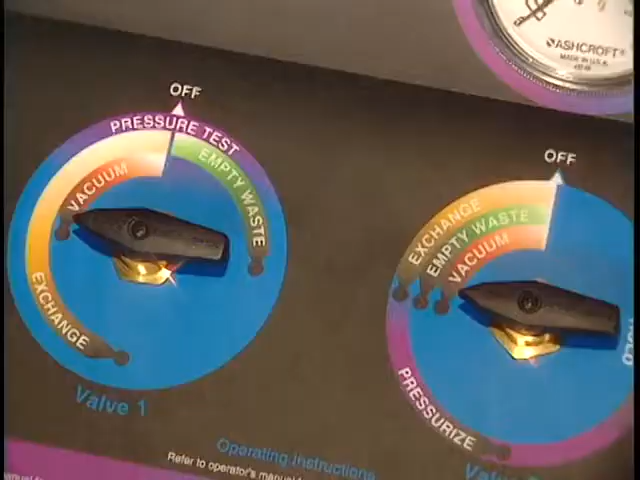 ASHCROFT®
MADE IN U.S.A.
OFF
PRESSURE TEST
VACUUM
EMPTY WASTE
EXCHANGE
Valve 1
OFF
EXCHANGE
EMPTY WASTE
VACUUM
PRESSURIZE
HOLD
Operating Instructions
Refer to operator's manual